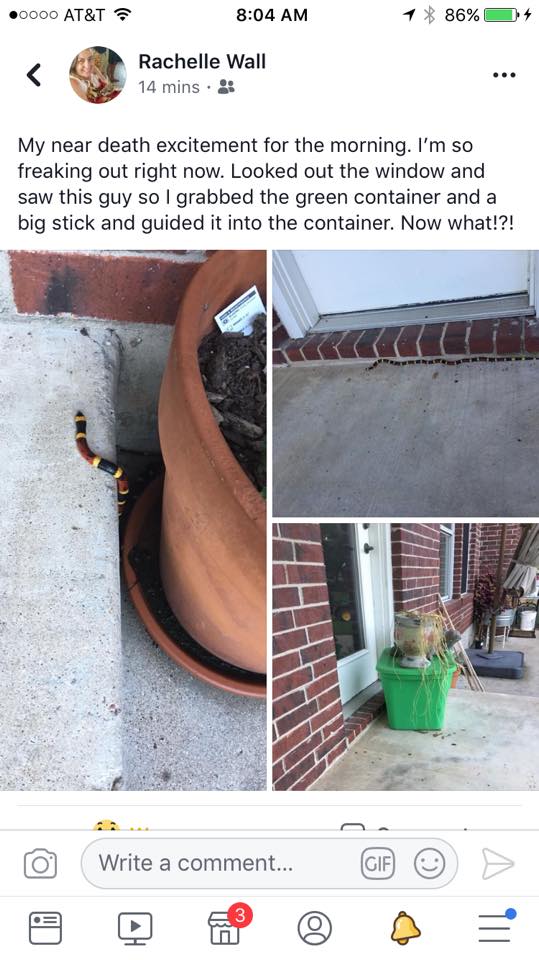 AT&T
8:04 AM
86%
Rachelle Wall
14 mins
My near death excitement for the morning. I’m so
freaking out right now. Looked out the window and
saw this guy so I grabbed the green container and a
big stick and guided it into the container. Now what!?!
Write a comment...
GIF
3